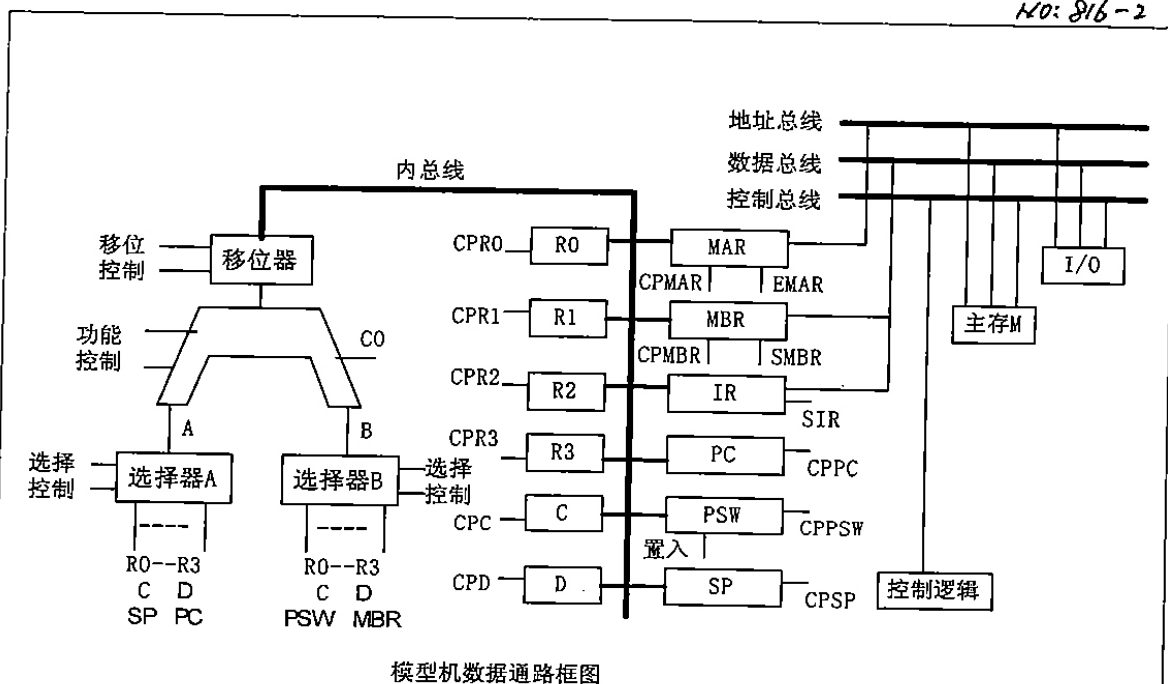 NO: 816-2
地址总线
数据总线
控制总线
内总线
移位
控制
移位器
功能
控制
C0
A
B
选择
控制
选择器A
选择器B
选择
控制
R0--R3
C D
SP PC
R0--R3
C D
PSW MBR
CPR0
R0
MAR
CPMAR
EMAR
CPR1
R1
MBR
CPMBR
SMBR
CPR2
R2
IR
SIR
CPR3
R3
PC
CPPC
CPC
C
PSW
CPPSW
置入
CPD
D
SP
CPSP
I/O
主存M
控制逻辑
模型机数据通路框图